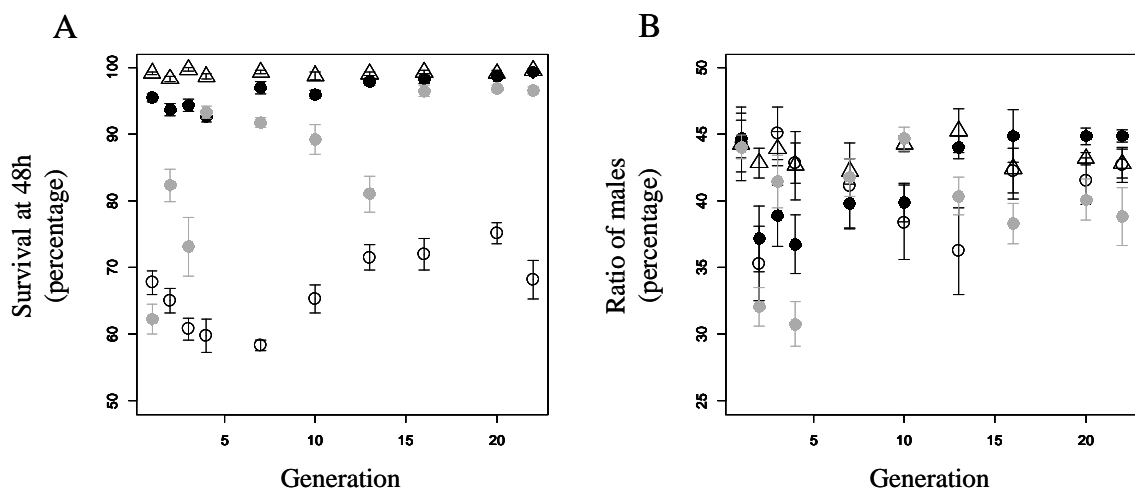 A
Survival at 48h
(percentage)
100
90
80
70
60
50
5
10
15
20
Generation
B
Ratio of males
(percentage)
50
45
40
35
30
25
5
10
15
20
Generation